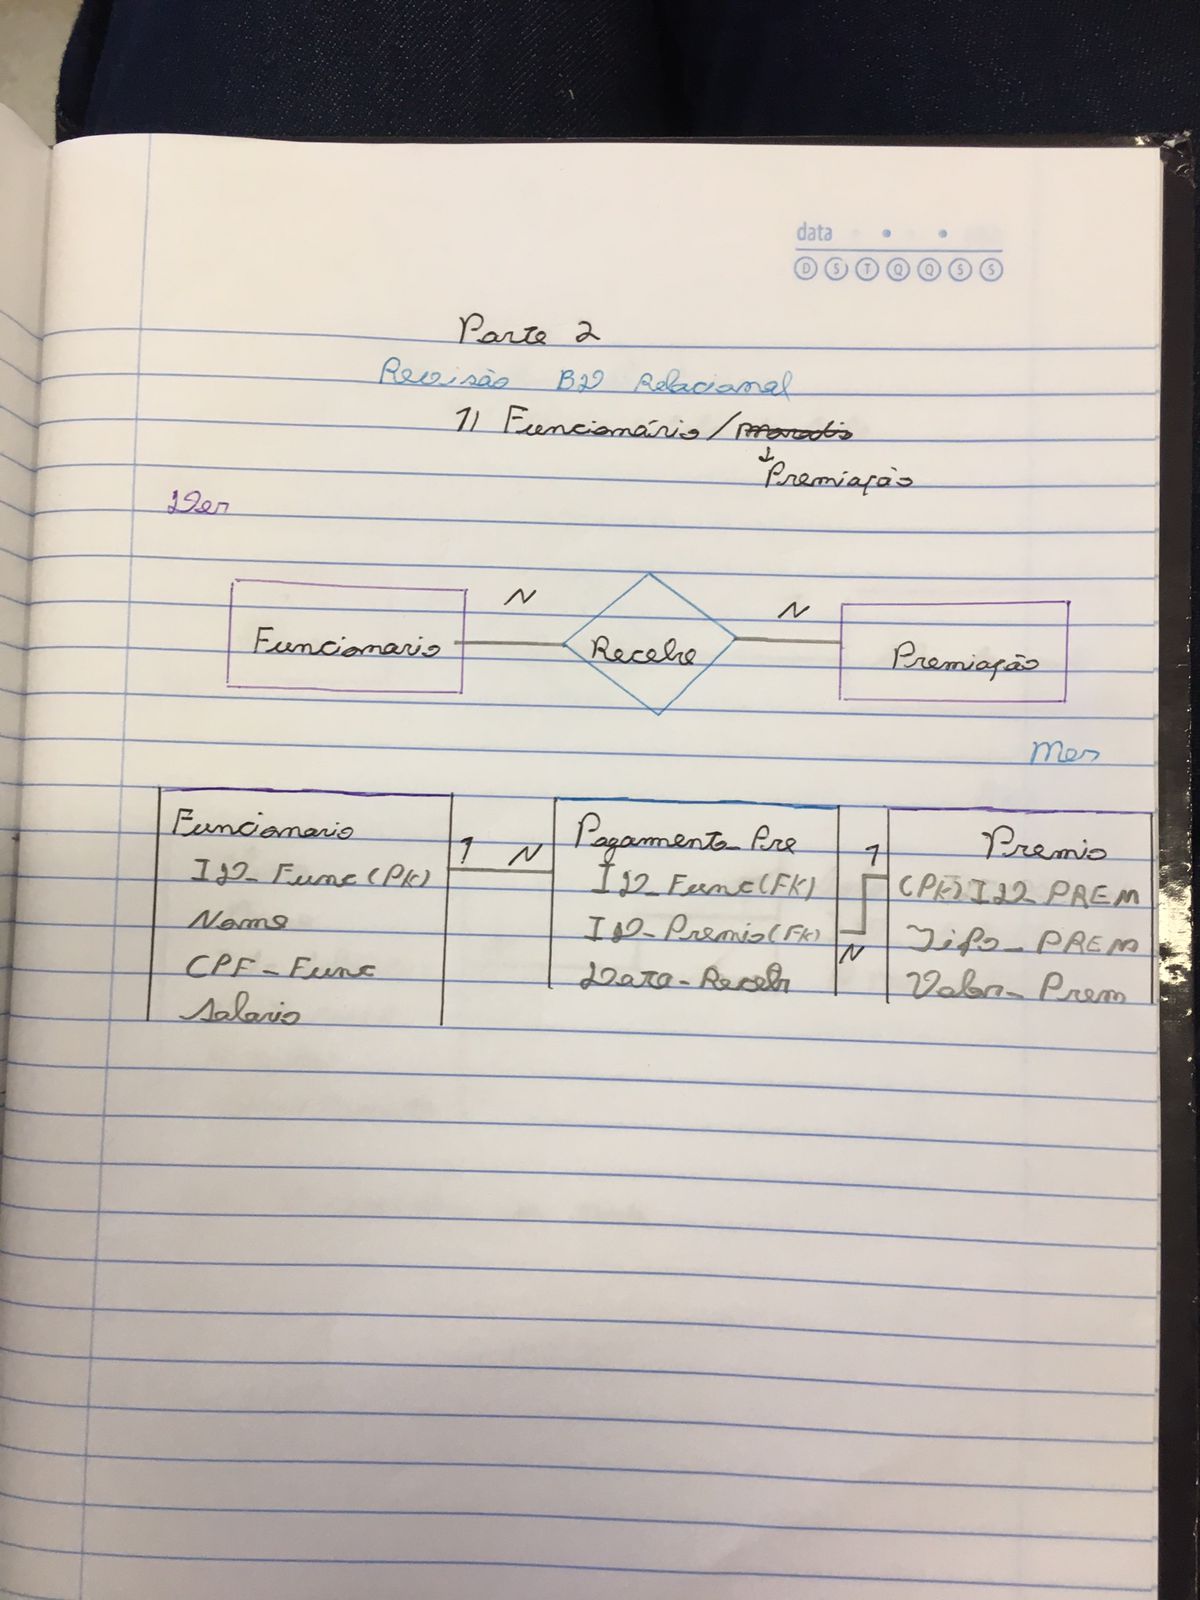 data
D S T Q Q S S
Parte 2
Revisão BD Relacional
1) Funcionário /
↓
Premiação
Der
N N
Funcionario Recebe Premiação
Mer
Funcionario
ID_Func (PK)
Nome
CPF_Func
Salario
1 N
Pagamento_Pre
ID_Func (FK)
ID_Premio (FK)
Data_Receb
1
N
Premio
(PK) ID_PREM
Tipo_PREM
Valor_Prem